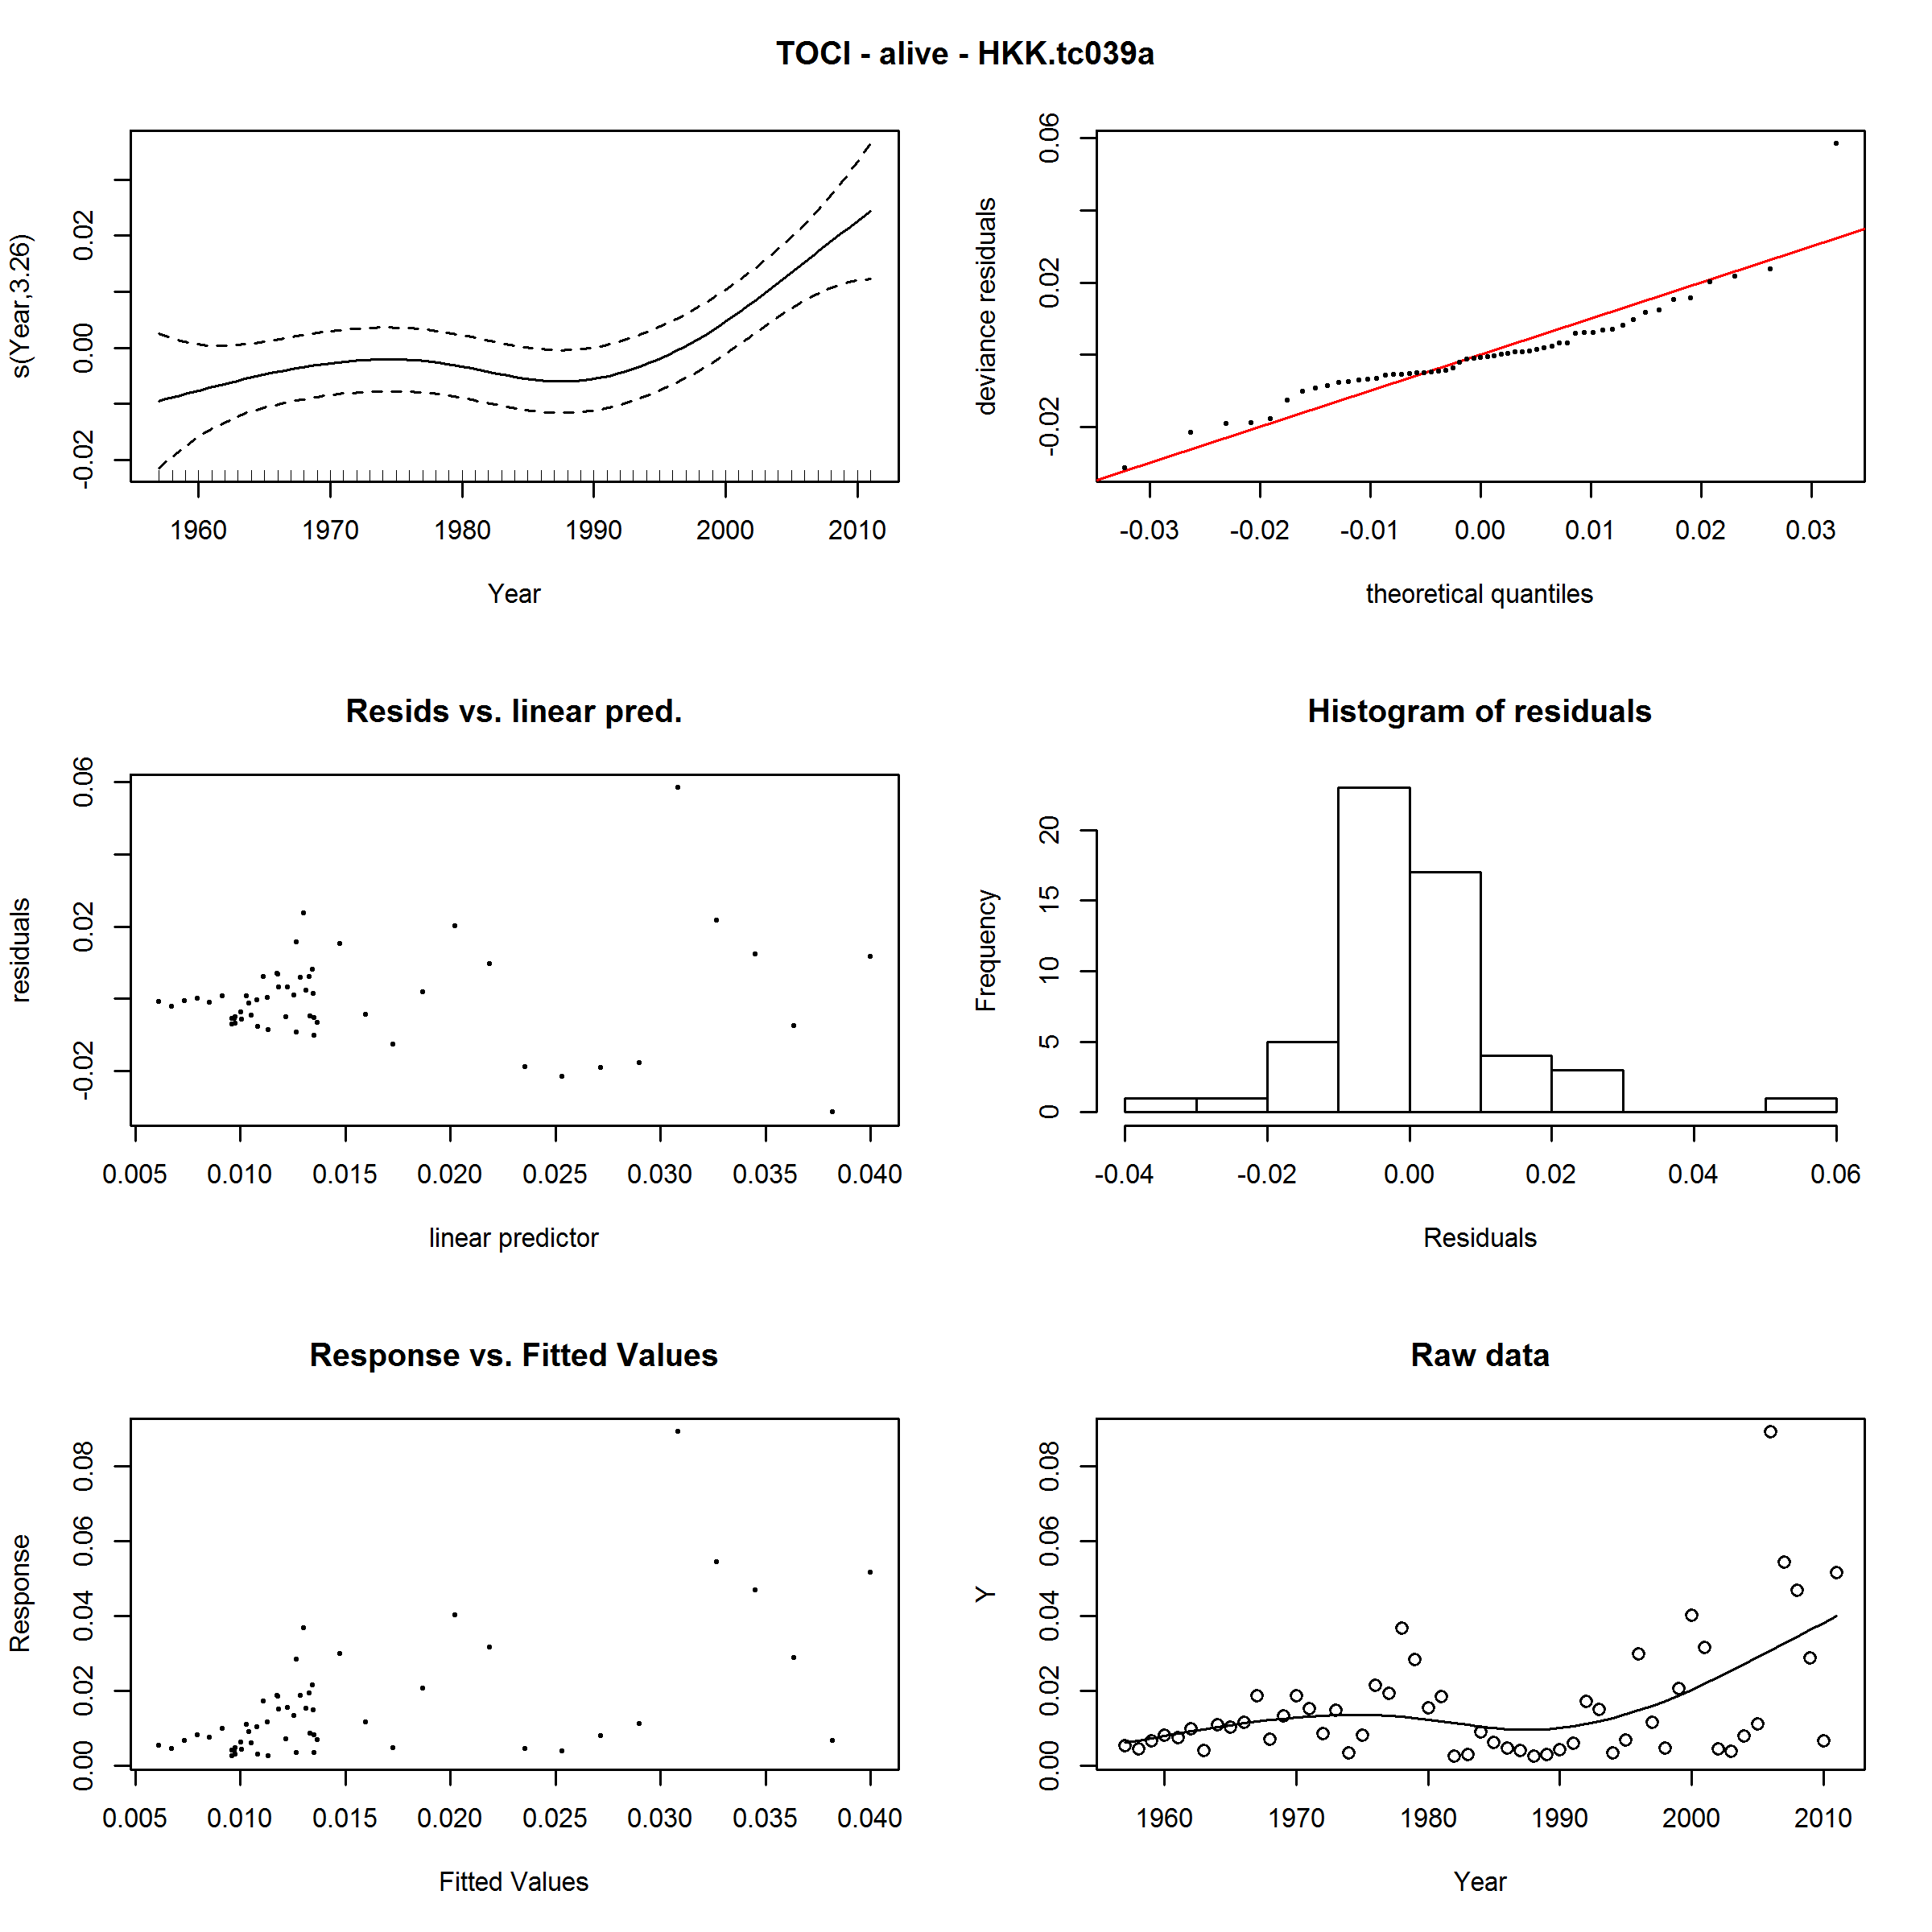 TOCI - alive - HKK.tc039a
s(Year,3.26)
-0.02 0.00 0.02
1960 1970 1980 1990 2000 2010
Year
deviance residuals
-0.02 0.02 0.06
-0.03 -0.02 -0.01 0.00 0.01 0.02 0.03
theoretical quantiles
Resids vs. linear pred.
residuals
-0.02 0.02 0.06
0.005 0.010 0.015 0.020 0.025 0.030 0.035 0.040
linear predictor
Histogram of residuals
Frequency
0 5 10 15 20
-0.04 -0.02 0.00 0.02 0.04 0.06
Residuals
Response vs. Fitted Values
Response
0.00 0.02 0.04 0.06 0.08
0.005 0.010 0.015 0.020 0.025 0.030 0.035 0.040
Fitted Values
Raw data
Y
0.00 0.02 0.04 0.06 0.08
1960 1970 1980 1990 2000 2010
Year